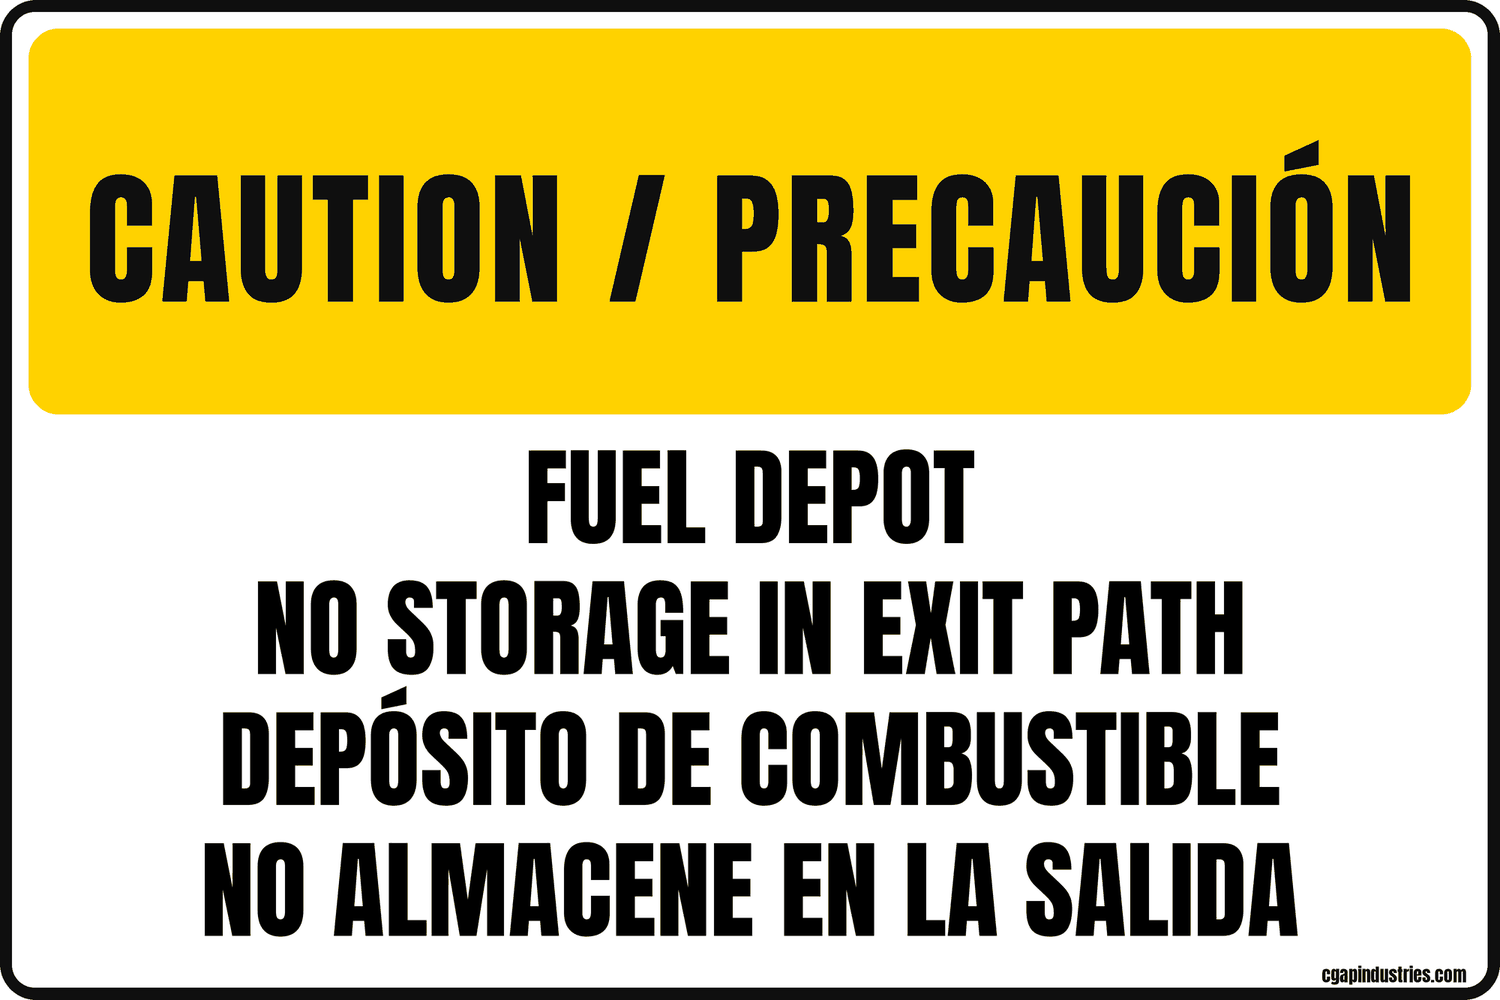 CAUTION / PRECAUCIÓN
FUEL DEPOT
NO STORAGE IN EXIT PATH
DEPÓSITO DE COMBUSTIBLE
NO ALMACENE EN LA SALIDA
cgapindustries.com